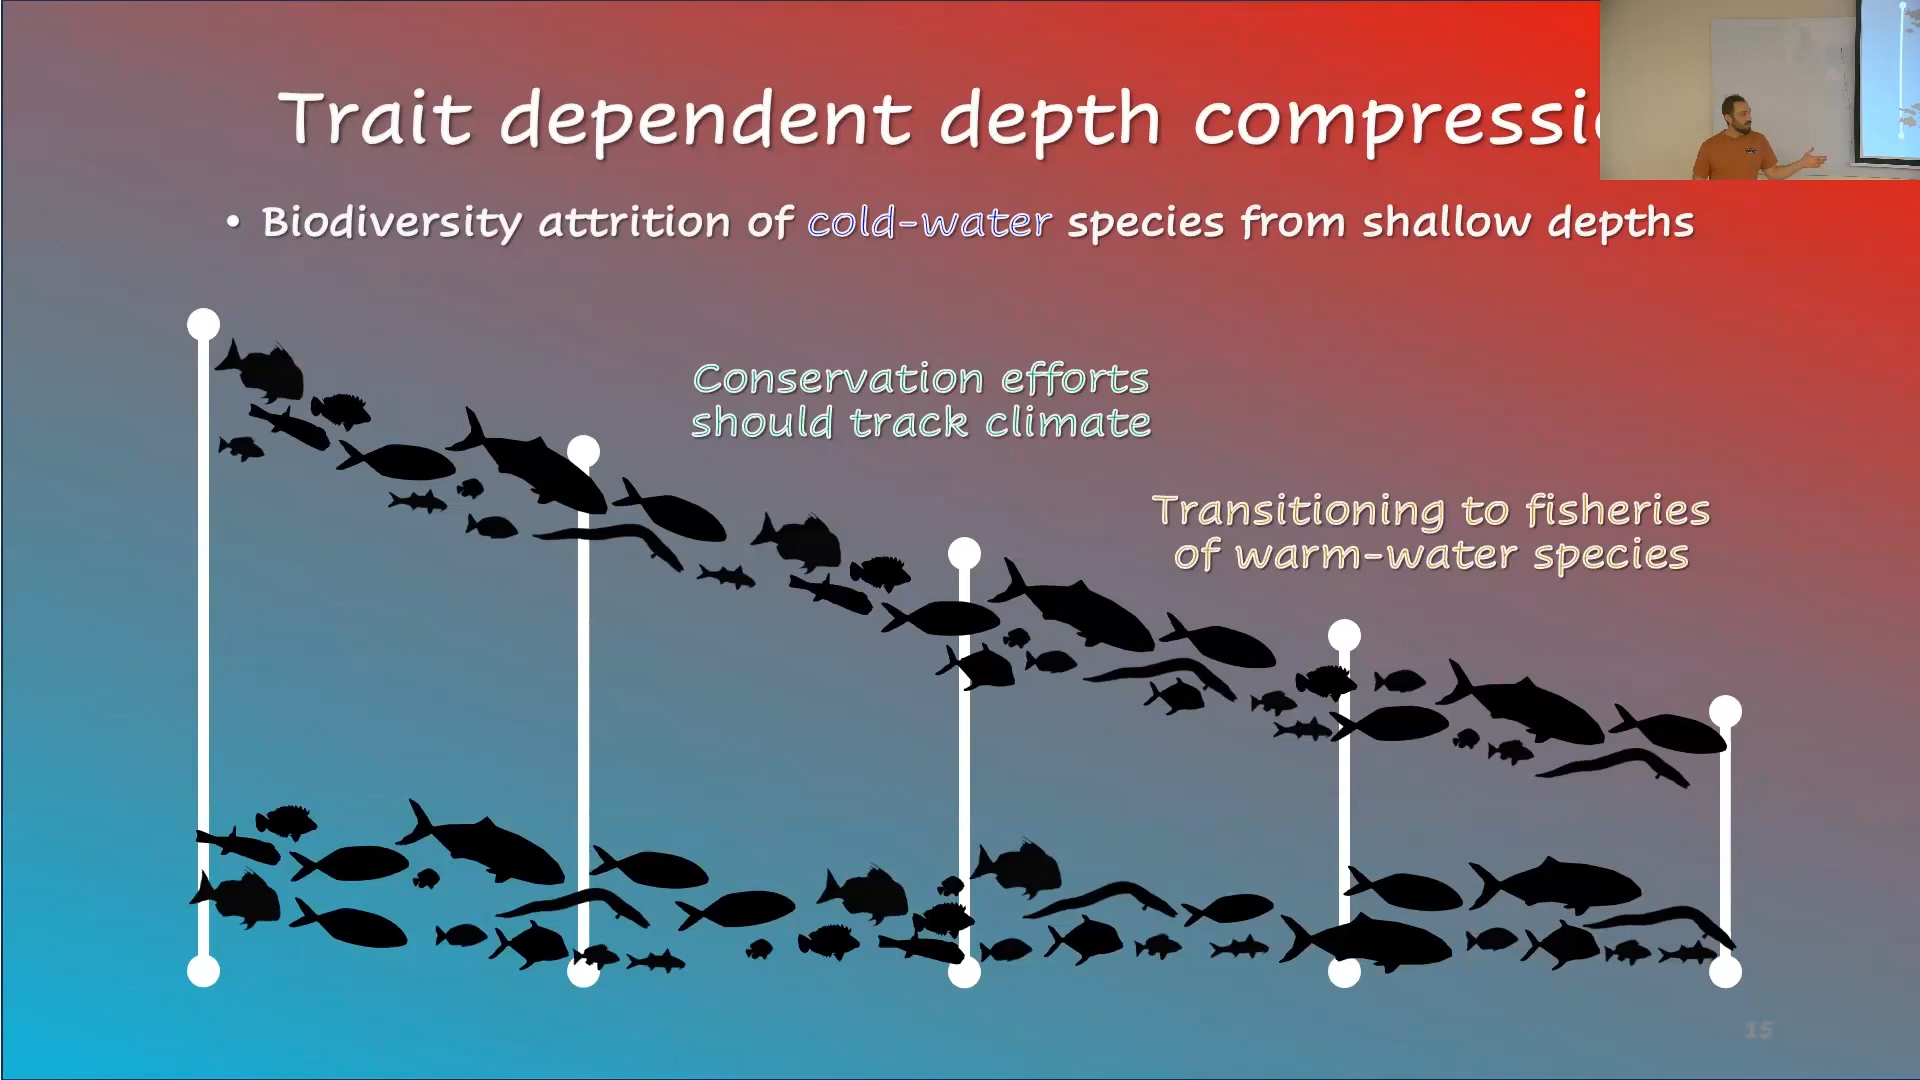 Trait dependent depth compressi
• Biodiversity attrition of cold-water species from shallow depths
Conservation efforts
should track climate
Transitioning to fisheries
of warm-water species
15